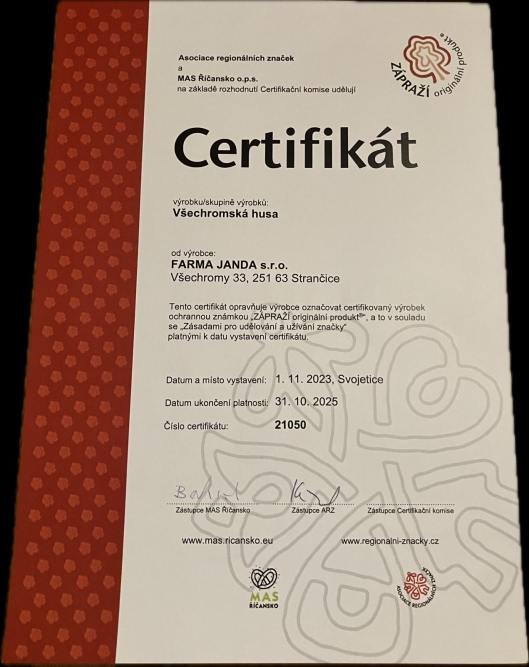 Asociace regionálních značek
a
MAS Říčansko o.p.s.
na základě rozhodnutí Certifikační komise udělují
ZÁPRAŽÍ originální produkt®
Certifikát
výrobku/skupině výrobků:
Všechromská husa
od výrobce:
FARMA JANDA s.r.o.
Všechromy 33, 251 63 Strančice
Tento certifikát opravňuje výrobce označovat certifikovaný výrobek
ochrannou známkou „ZÁPRAŽÍ originální produkt®“, a to v souladu
se „Zásadami pro udělování a užívání značky“
platnými k datu vystavení certifikátu.
Datum a místo vystavení: 1. 11. 2023, Svojetice
Datum ukončení platnosti: 31. 10. 2025
Číslo certifikátu: 21050
Zástupce MAS Říčansko Zástupce ARZ Zástupce Certifikační komise
www.mas.ricansko.eu www.regionalni-znacky.cz
MAS
ŘÍČANSKO
ASOCIACE REGIONÁLNÍCH ZNAČEK